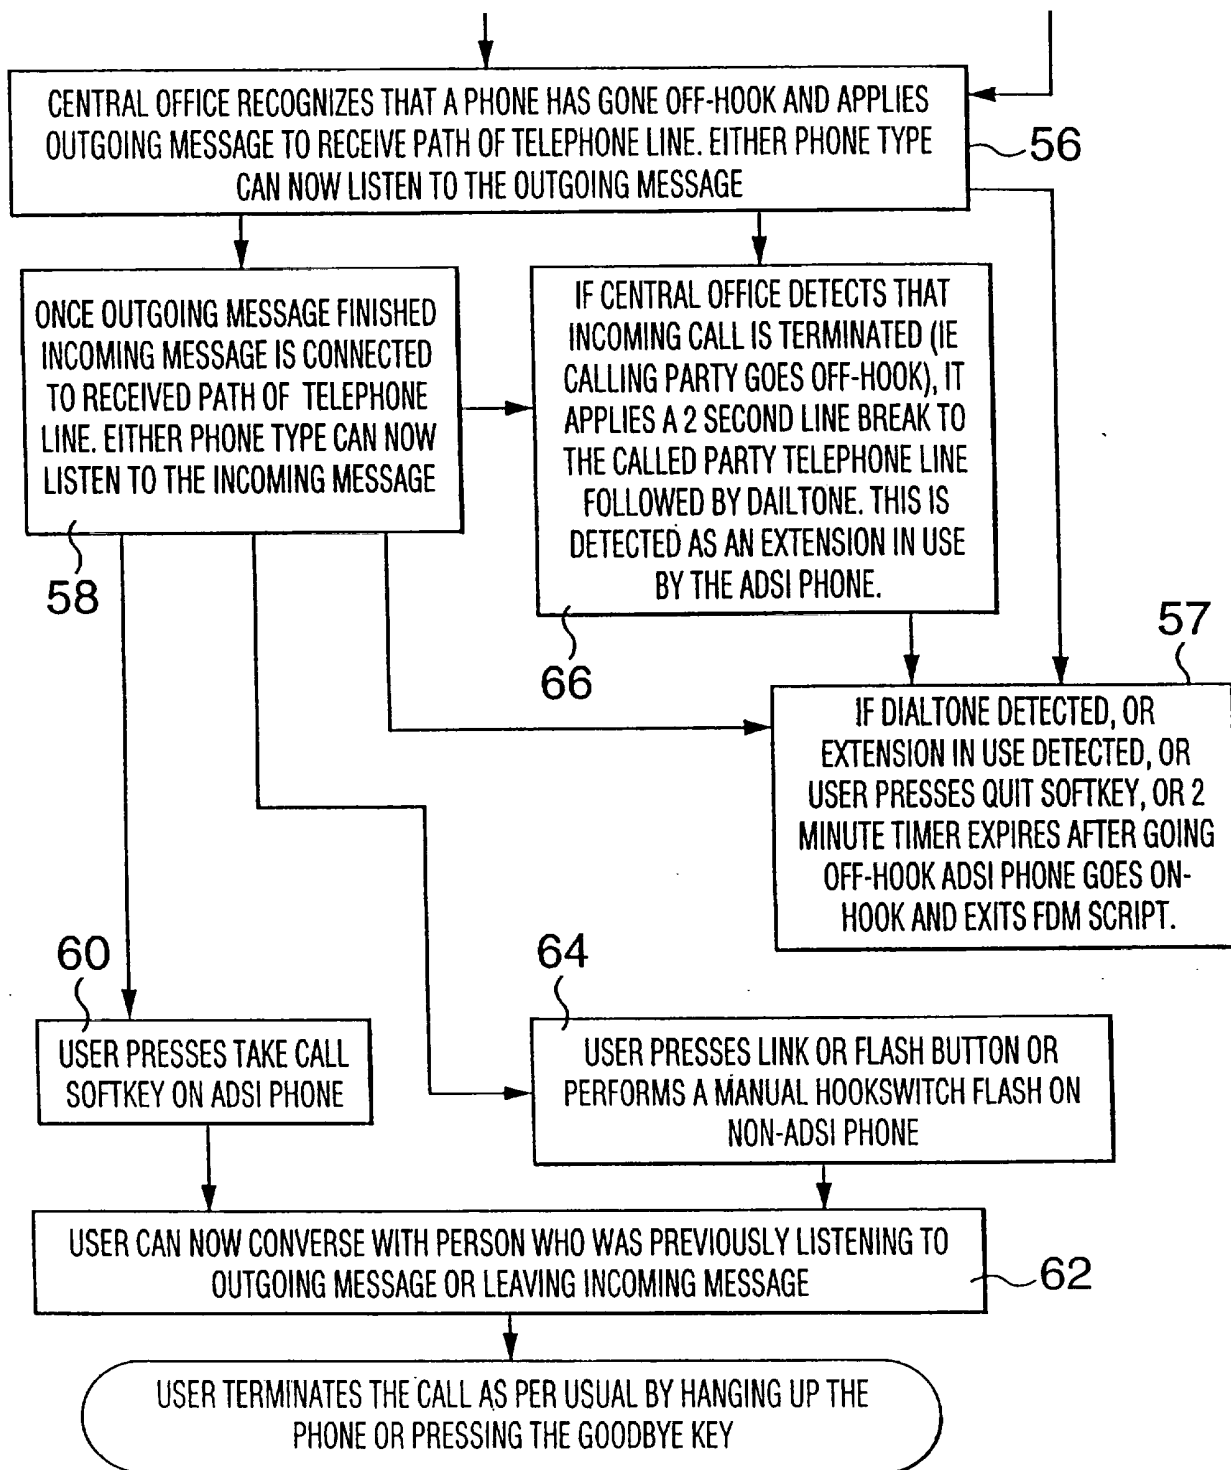 CENTRAL OFFICE RECOGNIZES THAT A PHONE HAS GONE OFF-HOOK AND APPLIES
OUTGOING MESSAGE TO RECEIVE PATH OF TELEPHONE LINE. EITHER PHONE TYPE
CAN NOW LISTEN TO THE OUTGOING MESSAGE
56
ONCE OUTGOING MESSAGE FINISHED
INCOMING MESSAGE IS CONNECTED
TO RECEIVED PATH OF TELEPHONE
LINE. EITHER PHONE TYPE CAN NOW
LISTEN TO THE INCOMING MESSAGE
58
IF CENTRAL OFFICE DETECTS THAT
INCOMING CALL IS TERMINATED (IE
CALLING PARTY GOES OFF-HOOK), IT
APPLIES A 2 SECOND LINE BREAK TO
THE CALLED PARTY TELEPHONE LINE
FOLLOWED BY DAILTONE. THIS IS
DETECTED AS AN EXTENSION IN USE
BY THE ADSI PHONE.
66
57
IF DIALTONE DETECTED, OR
EXTENSION IN USE DETECTED, OR
USER PRESSES QUIT SOFTKEY, OR 2
MINUTE TIMER EXPIRES AFTER GOING
OFF-HOOK ADSI PHONE GOES ON-
HOOK AND EXITS FDM SCRIPT.
60
USER PRESSES TAKE CALL
SOFTKEY ON ADSI PHONE
64
USER PRESSES LINK OR FLASH BUTTON OR
PERFORMS A MANUAL HOOKSWITCH FLASH ON
NON-ADSI PHONE
USER CAN NOW CONVERSE WITH PERSON WHO WAS PREVIOUSLY LISTENING TO
OUTGOING MESSAGE OR LEAVING INCOMING MESSAGE
62
USER TERMINATES THE CALL AS PER USUAL BY HANGING UP THE
PHONE OR PRESSING THE GOODBYE KEY